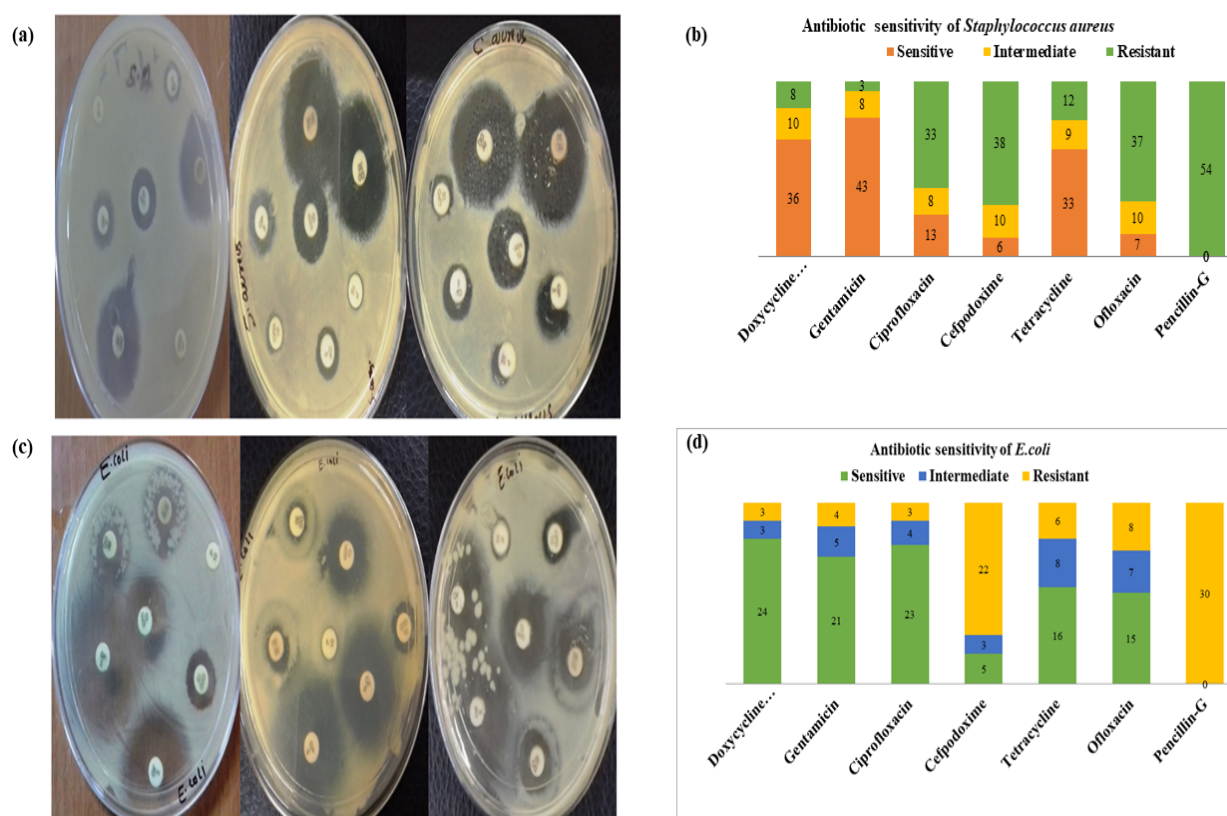 (a)
S. aureus
S. aureus
(b)
Antibiotic sensitivity of Staphylococcus aureus
Sensitive Intermediate Resistant
8 3 33 38 12 37 54
10 8 8 10 9 10
36 43 13 6 33 7 0
Doxycycline... Gentamicin Ciprofloxacin Cefpodoxime Tetracycline Ofloxacin Pencillin-G
(c)
E.coli
E.coli
E.coli
E.coli
(d)
Antibiotic sensitivity of E.coli
Sensitive Intermediate Resistant
3 4 3 22 6 8 30
3 5 4 3 8 7
24 21 23 5 16 15 0
Doxycycline... Gentamicin Ciprofloxacin Cefpodoxime Tetracycline Ofloxacin Pencillin-G